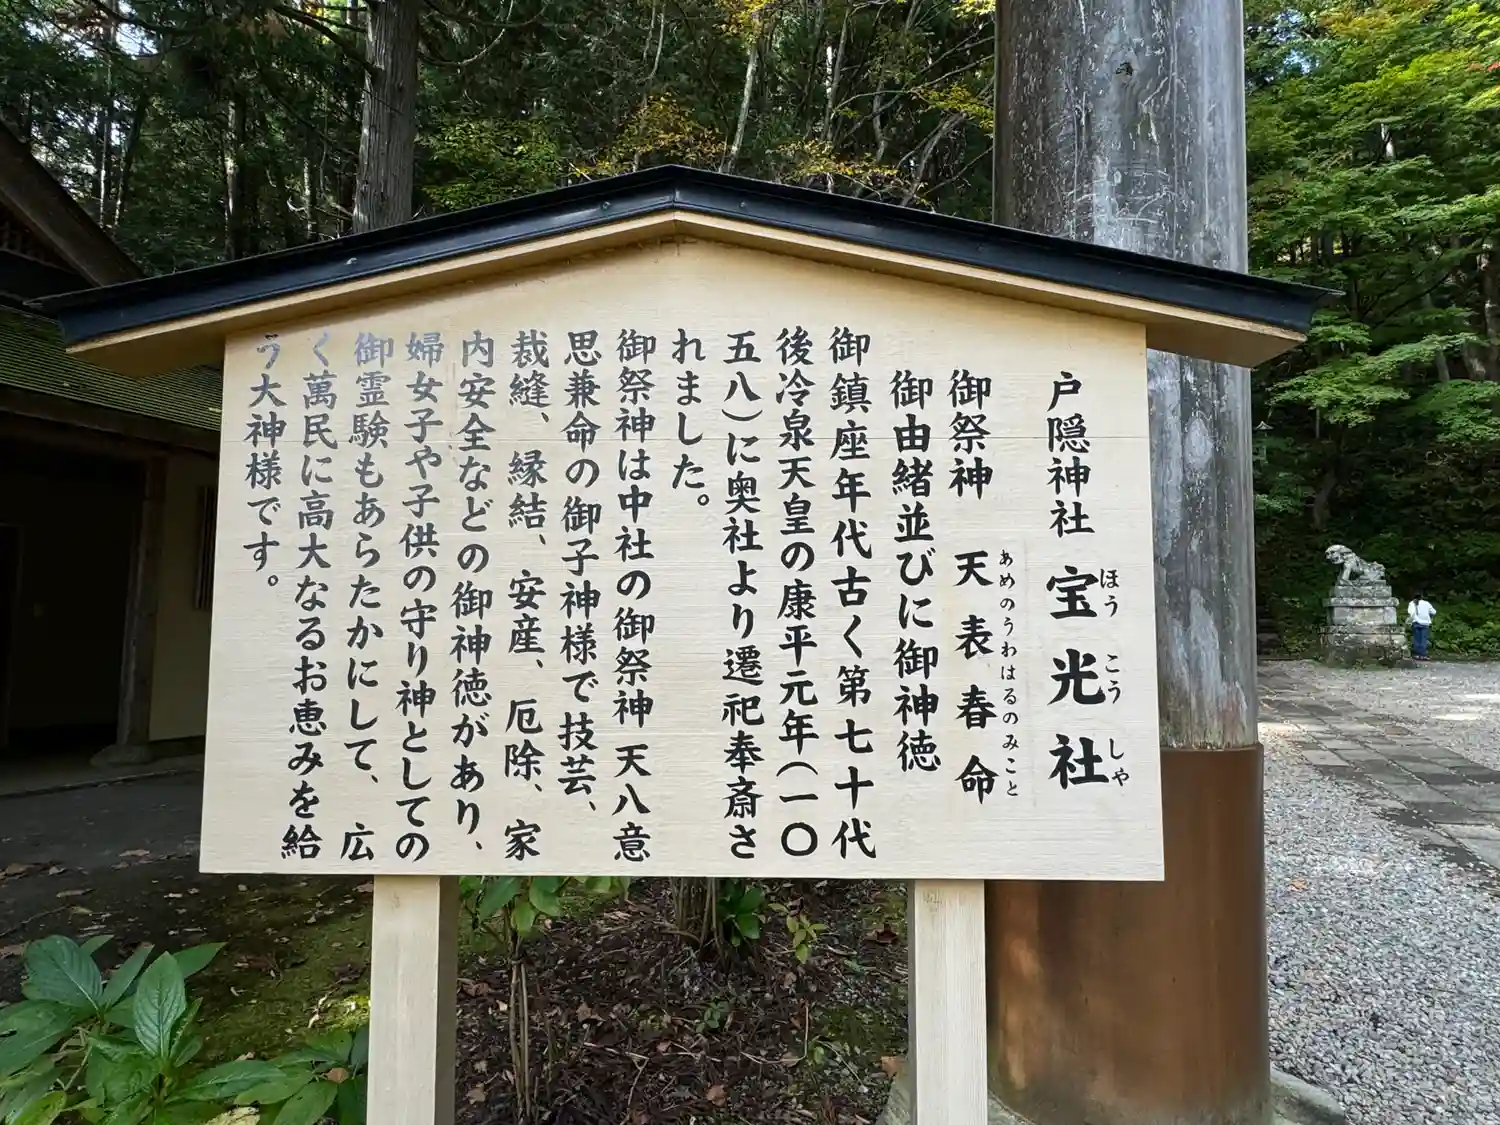 戸隠神社 宝光社
ほうこうしゃ
御祭神 天表春命
あめのうわはるのみこと
御由緒並びに御神徳
御鎮座年代古く第七十代
後冷泉天皇の康平元年(一〇
五八)に奥社より遷祀奉斎さ
れました。
御祭神は中社の御祭神 天八意
思兼命の御子神様で技芸、
裁縫、縁結、安産、厄除、家
内安全などの御神徳があり、
婦女子や子供の守り神としての
御霊験もあらたかにして、広
く萬民に高大なるお恵みを給
う大神様です。